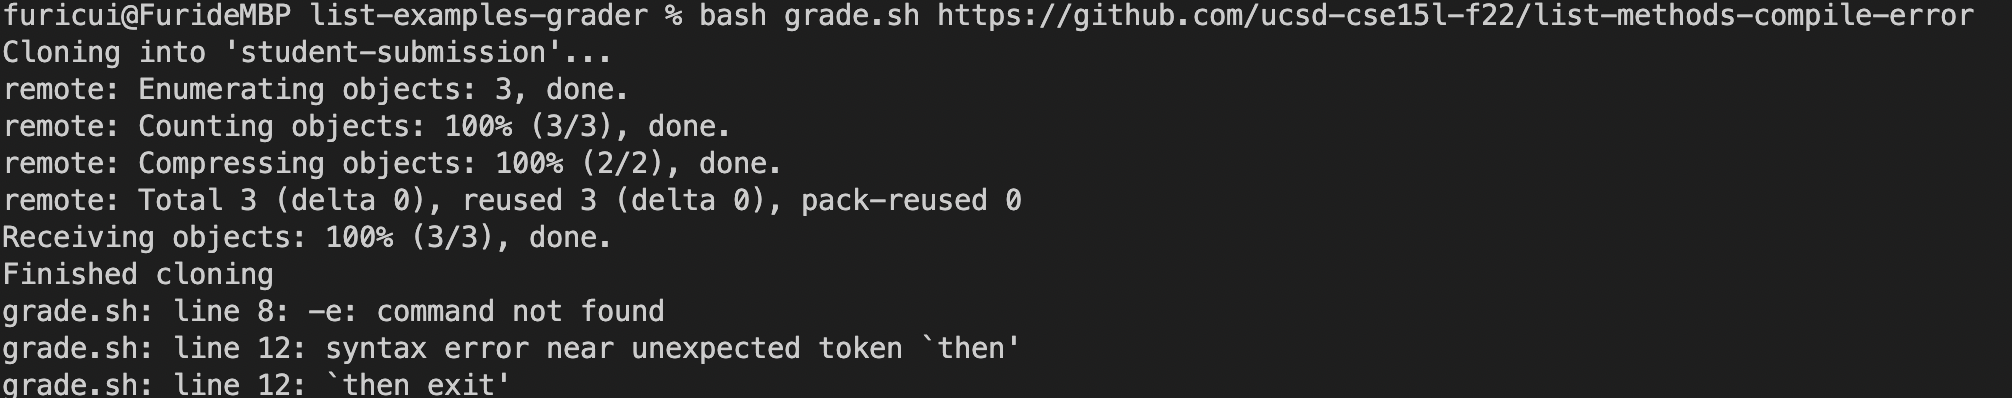 furicui@FurideMBP list-examples-grader % bash grade.sh https://github.com/ucsd-cse15l-f22/list-methods-compile-error
Cloning into 'student-submission'...
remote: Enumerating objects: 3, done.
remote: Counting objects: 100% (3/3), done.
remote: Compressing objects: 100% (2/2), done.
remote: Total 3 (delta 0), reused 3 (delta 0), pack-reused 0
Receiving objects: 100% (3/3), done.
Finished cloning
grade.sh: line 8: -e: command not found
grade.sh: line 12: syntax error near unexpected token `then'
grade.sh: line 12: `then exit'